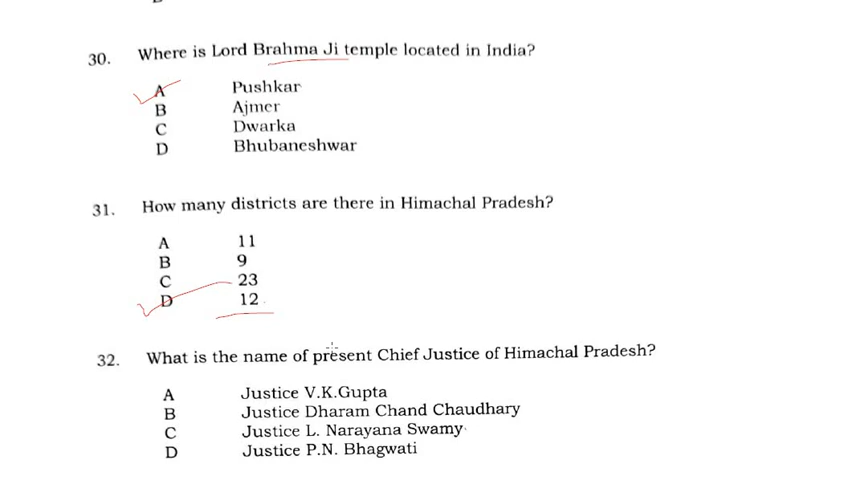 30. Where is Lord Brahma Ji temple located in India?
A Pushkar
B Ajmer
C Dwarka
D Bhubaneshwar
31. How many districts are there in Himachal Pradesh?
A 11
B 9
C 23
D 12
32. What is the name of present Chief Justice of Himachal Pradesh?
A Justice V.K.Gupta
B Justice Dharam Chand Chaudhary
C Justice L. Narayana Swamy
D Justice P.N. Bhagwati